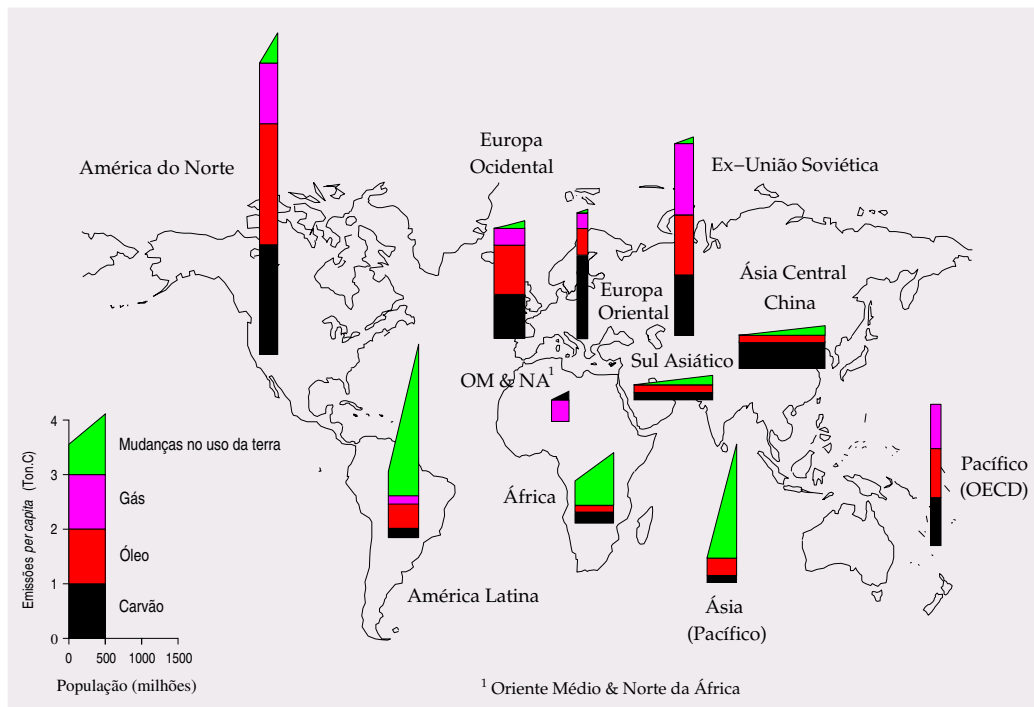 América do Norte
Europa
Ocidental
Ex−União Soviética
Ásia Central
China
Europa
Oriental
Sul Asiático
OM & NA¹
África
América Latina
Ásia
(Pacífico)
Pacífico
(OECD)
Emissões per capita (Ton.C)
4
3
2
1
0
Mudanças no uso da terra
Gás
Óleo
Carvão
0 500 1000 1500
População (milhões)
¹ Oriente Médio & Norte da África